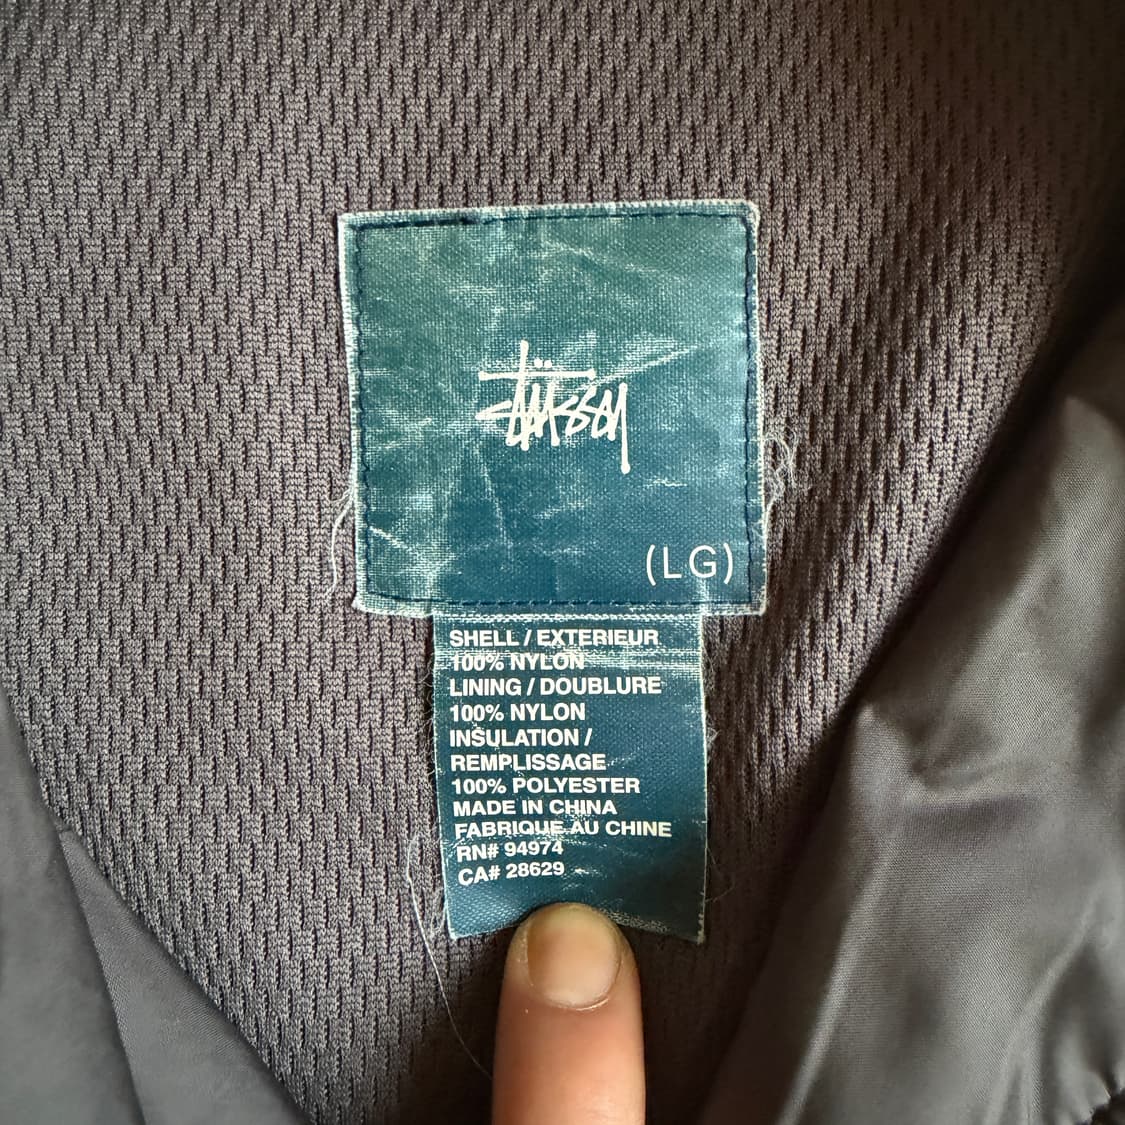 Stüssy
(LG)
SHELL / EXTERIEUR
100% NYLON
LINING / DOUBLURE
100% NYLON
INSULATION /
REMPLISSAGE
100% POLYESTER
MADE IN CHINA
FABRIQUE AU CHINE
RN# 94974
CA# 28629